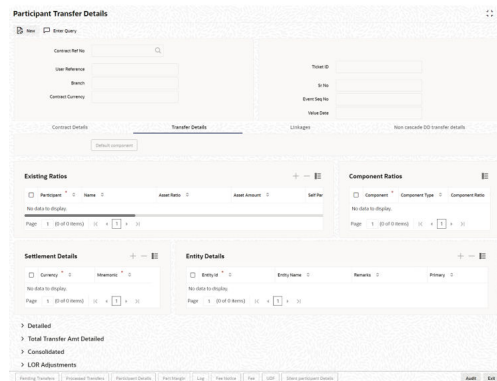 Participant Transfer Details
New Enter Query
Contract Ref No
User Reference
Branch
Contract Currency
Ticket ID
Sr.No
Event Seq No
Value Date
Contract Details Transfer Details Linkages Non cascade DD transfer details
Default component
Existing Ratios
Participant * Name Asset Ratio Asset Amount Self Par
No data to display.
Page 1 (0 of 0 items) 1
Component Ratios
Component * Component Type Component Ratio
No data to display.
Page 1 (0 of 0 items) 1
Settlement Details
Currency * Mnemonic *
No data to display.
Page 1 (0 of 0 items) 1
Entity Details
Entity Id * Entity Name Remarks Primary
No data to display.
Page 1 (0 of 0 items) 1
Detailed
Total Transfer Amt Detailed
Consolidated
LOR Adjustments
Pending Transfers Processed Transfers Participant Details Part Margin Log Fee Fee UDF Silent participant Details Audit Exit